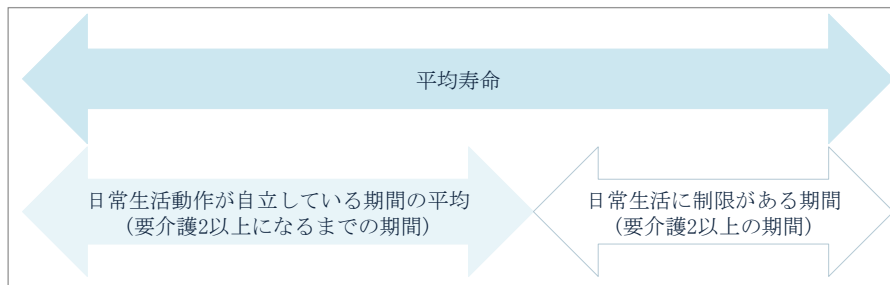 平均寿命
日常生活動作が自立している期間の平均
（要介護2以上になるまでの期間）
日常生活に制限がある期間
（要介護2以上の期間）